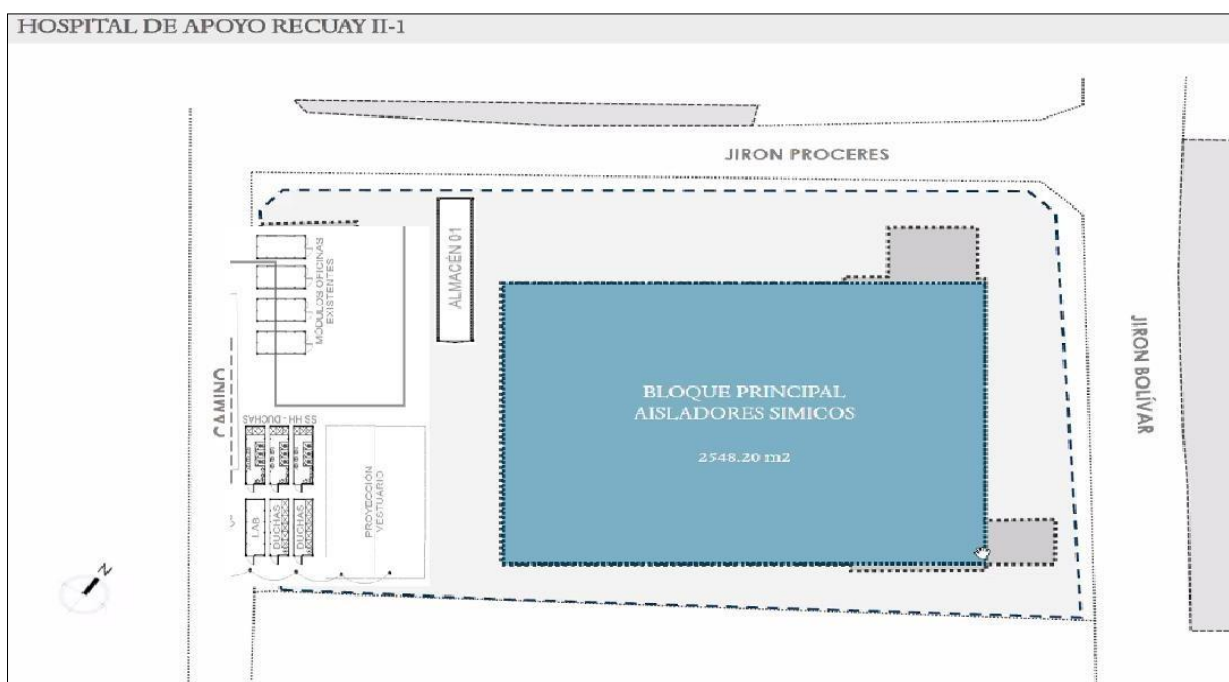 HOSPITAL DE APOYO RECUAY II-1
JIRON PROCERES
ALMACÉN 01
MODULOS OFICINAS
EXISTENTES
CAMINO
SS HH - DUCHAS
LAB
DUCHAS
DUCHAS
PROYECCIÓN
VESTUARIO
BLOQUE PRINCIPAL
AISLADORES SIMICOS
2548.20 m2
JIRON BOLÍVAR
N